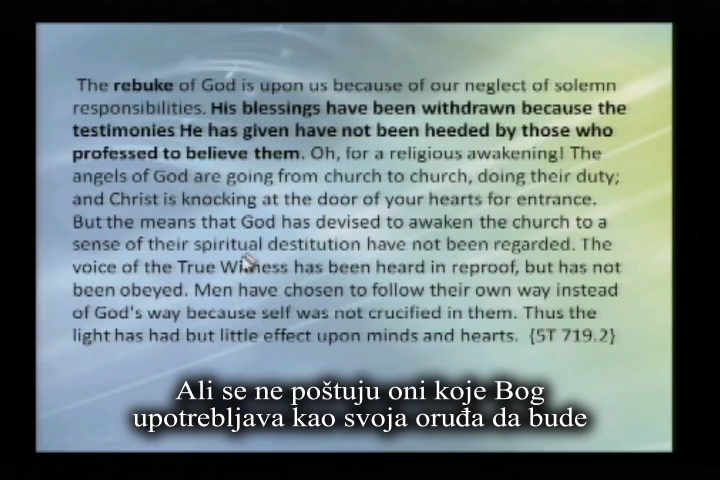 The rebuke of God is upon us because of our neglect of solemn
responsibilities. His blessings have been withdrawn because the
testimonies He has given have not been heeded by those who
professed to believe them. Oh, for a religious awakening! The
angels of God are going from church to church, doing their duty;
and Christ is knocking at the door of your hearts for entrance.
But the means that God has devised to awaken the church to a
sense of their spiritual destitution have not been regarded. The
voice of the True Witness has been heard in reproof, but has not
been obeyed. Men have chosen to follow their own way instead
of God's way because self was not crucified in them. Thus the
light has had but little effect upon minds and hearts. {5T 719.2}
Ali se ne poštuju oni koje Bog
upotrebljava kao svoja oruđa da bude